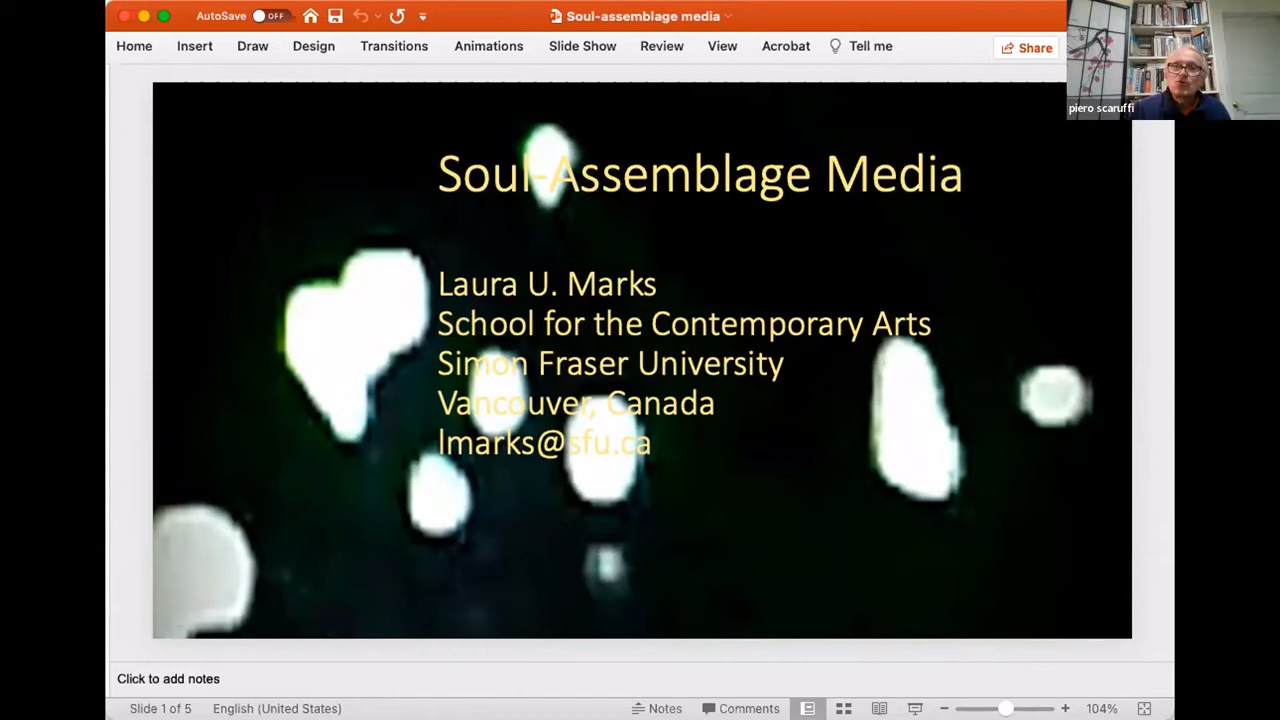 AutoSave OFF
Soul-assemblage media
Home Insert Draw Design Transitions Animations Slide Show Review View Acrobat Tell me
Share
piero scaruffi
Soul-Assemblage Media
Laura U. Marks
School for the Contemporary Arts
Simon Fraser University
Vancouver, Canada
lmarks@sfu.ca
Click to add notes
Slide 1 of 5 English (United States) Notes Comments 104%